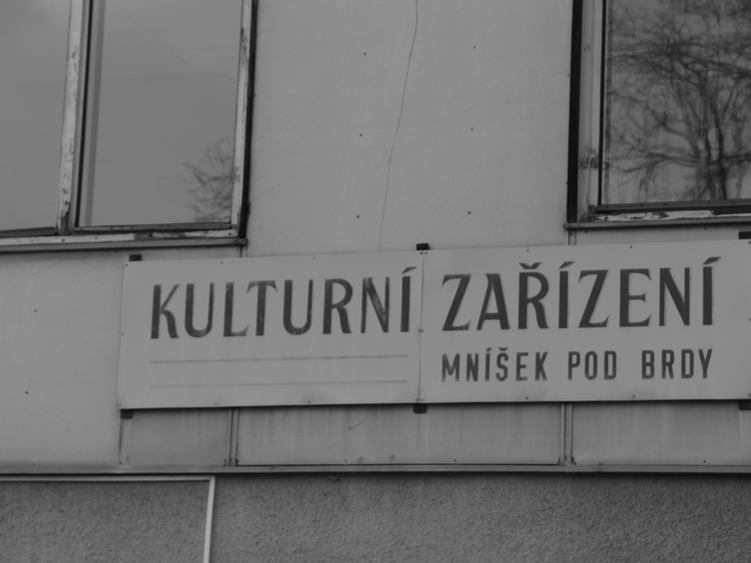 KULTURNÍ ZAŘÍZENÍ
MNÍŠEK POD BRDY